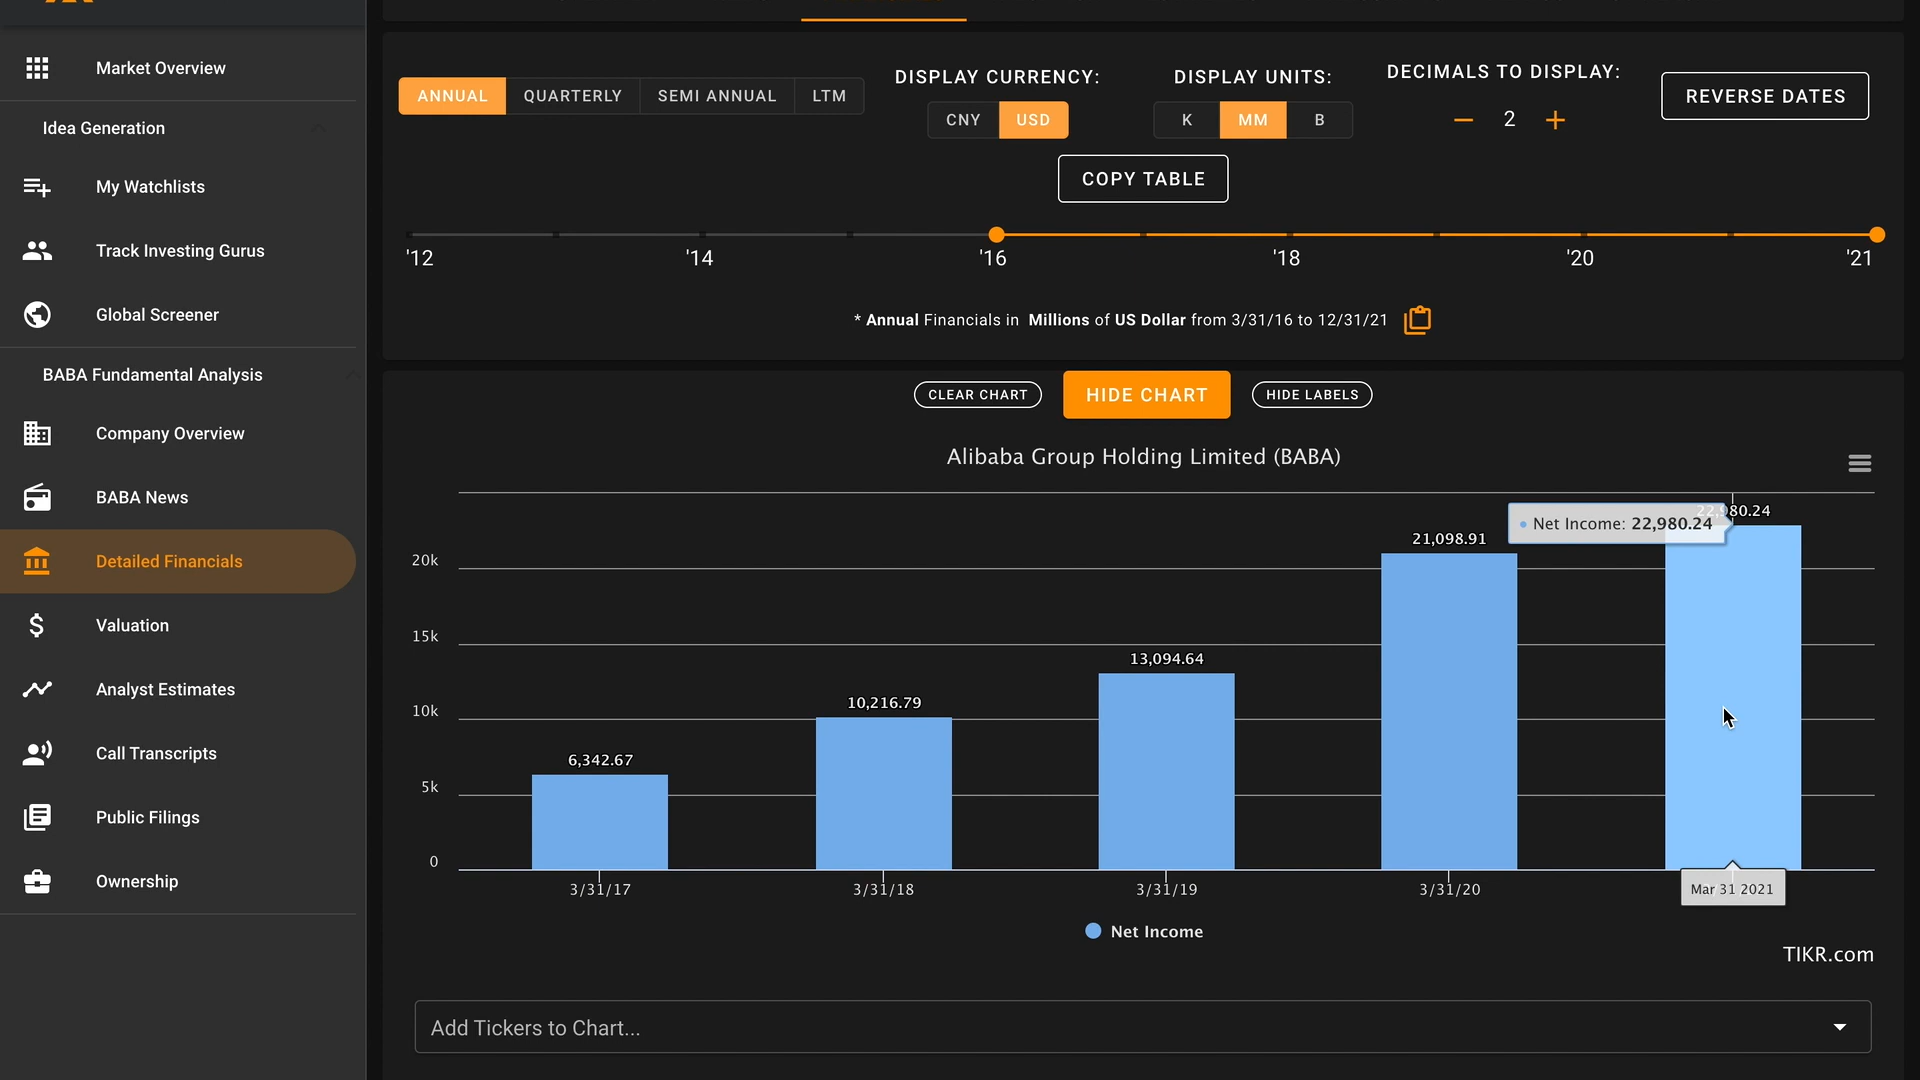 Market Overview
Idea Generation
My Watchlists
Track Investing Gurus
Global Screener
BABA Fundamental Analysis
Company Overview
BABA News
Detailed Financials
Valuation
Analyst Estimates
Call Transcripts
Public Filings
Ownership
ANNUAL QUARTERLY SEMI ANNUAL LTM
DISPLAY CURRENCY:
CNY USD
DISPLAY UNITS:
K MM B
DECIMALS TO DISPLAY:
2
REVERSE DATES
COPY TABLE
'12 '14 '16 '18 '20 '21
* Annual Financials in Millions of US Dollar from 3/31/16 to 12/31/21
CLEAR CHART HIDE CHART HIDE LABELS
Alibaba Group Holding Limited (BABA)
22,980.24
Net Income: 22,980.24
21,098.91
20k
15k
13,094.64
10k
10,216.79
6,342.67
5k
0
3/31/17 3/31/18 3/31/19 3/31/20 Mar 31 2021
Net Income
TIKR.com
Add Tickers to Chart...